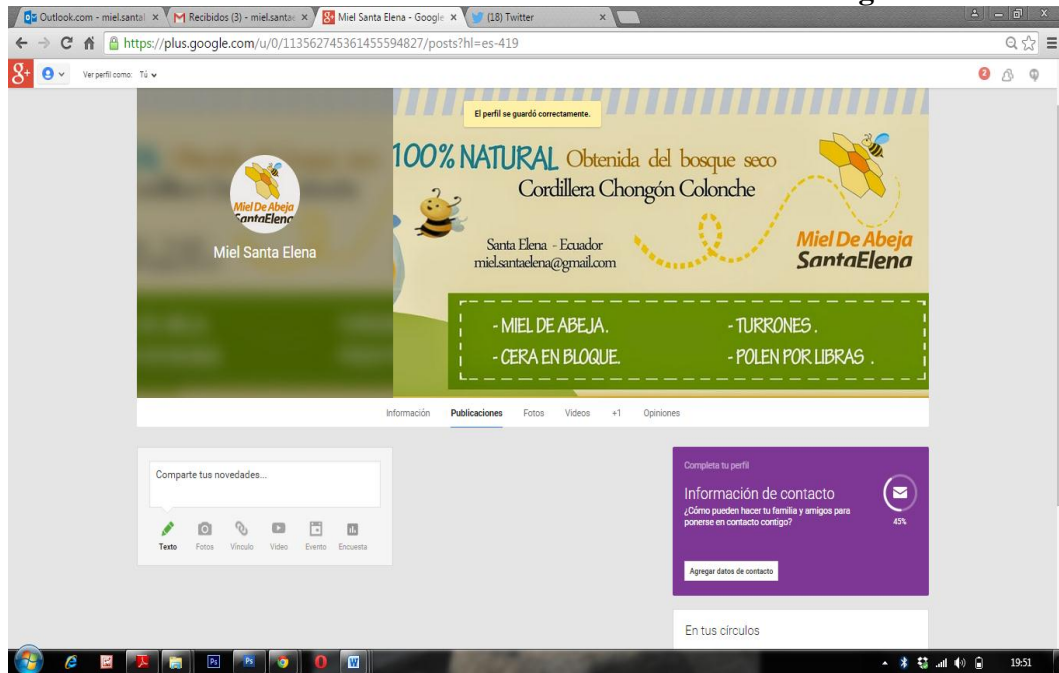 Outlook.com - miel.santal
Recibidos (3) - miel.santae
Miel Santa Elena - Google
(18) Twitter
https://plus.google.com/u/0/113562745361455594827/posts?hl=es-419
Ver perfil como: Tú
2
El perfil se guardó correctamente.
100% NATURAL Obtenida del bosque seco
Cordillera Chongón Colonche
Santa Elena - Ecuador
miel.santaelena@gmail.com
Miel De Abeja
SantaElena
Miel De Abeja
SantaElena
Miel Santa Elena
- MIEL DE ABEJA.
- TURRONES.
- CERA EN BLOQUE.
- POLEN POR LIBRAS .
Información Publicaciones Fotos Videos +1 Opiniones
Comparte tus novedades...
Texto Fotos Vínculo Video Evento Encuesta
Completa tu perfil
Información de contacto
¿Cómo pueden hacer tu familia y amigos para
ponerse en contacto contigo?
45%
Agregar datos de contacto
En tus círculos
19:51